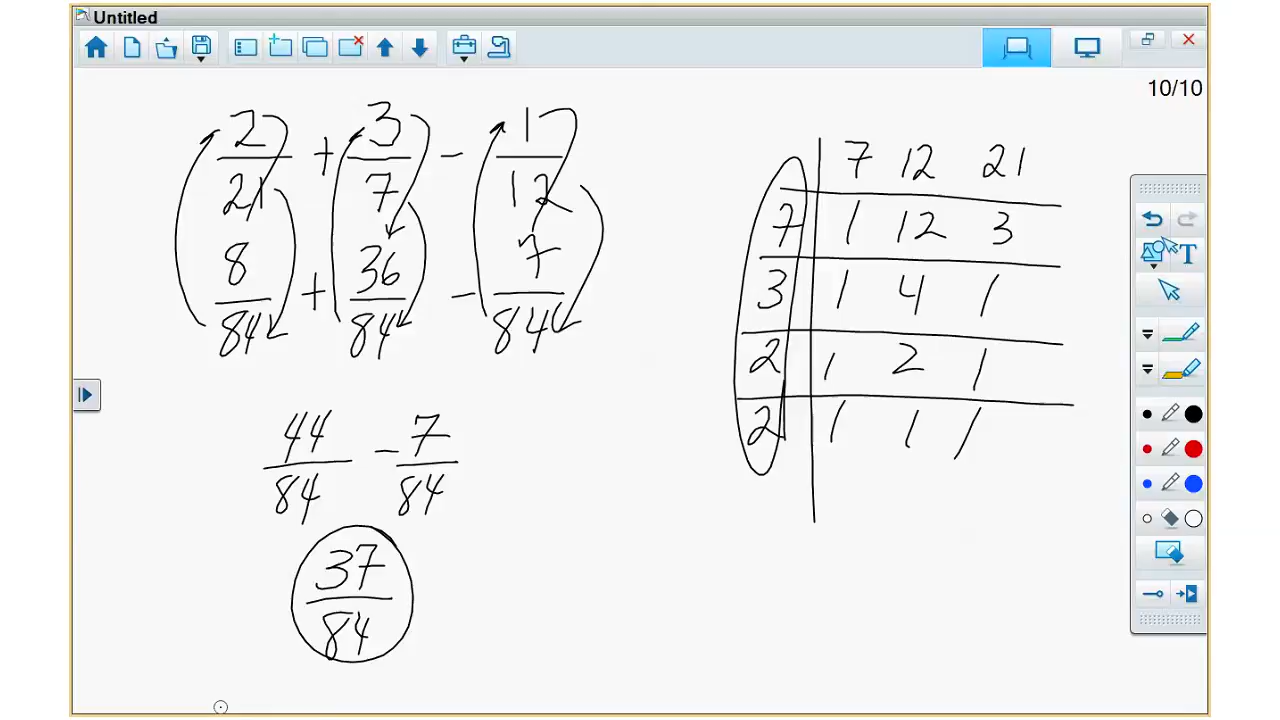 Untitled
10/10
2/21 + 3/7 - 1/12
8/84 + 36/84 - 7/84
44/84 - 7/84
37/84
7 12 21
7 1 12 3
3 1 4 1
2 1 2 1
2 1 1 1
T